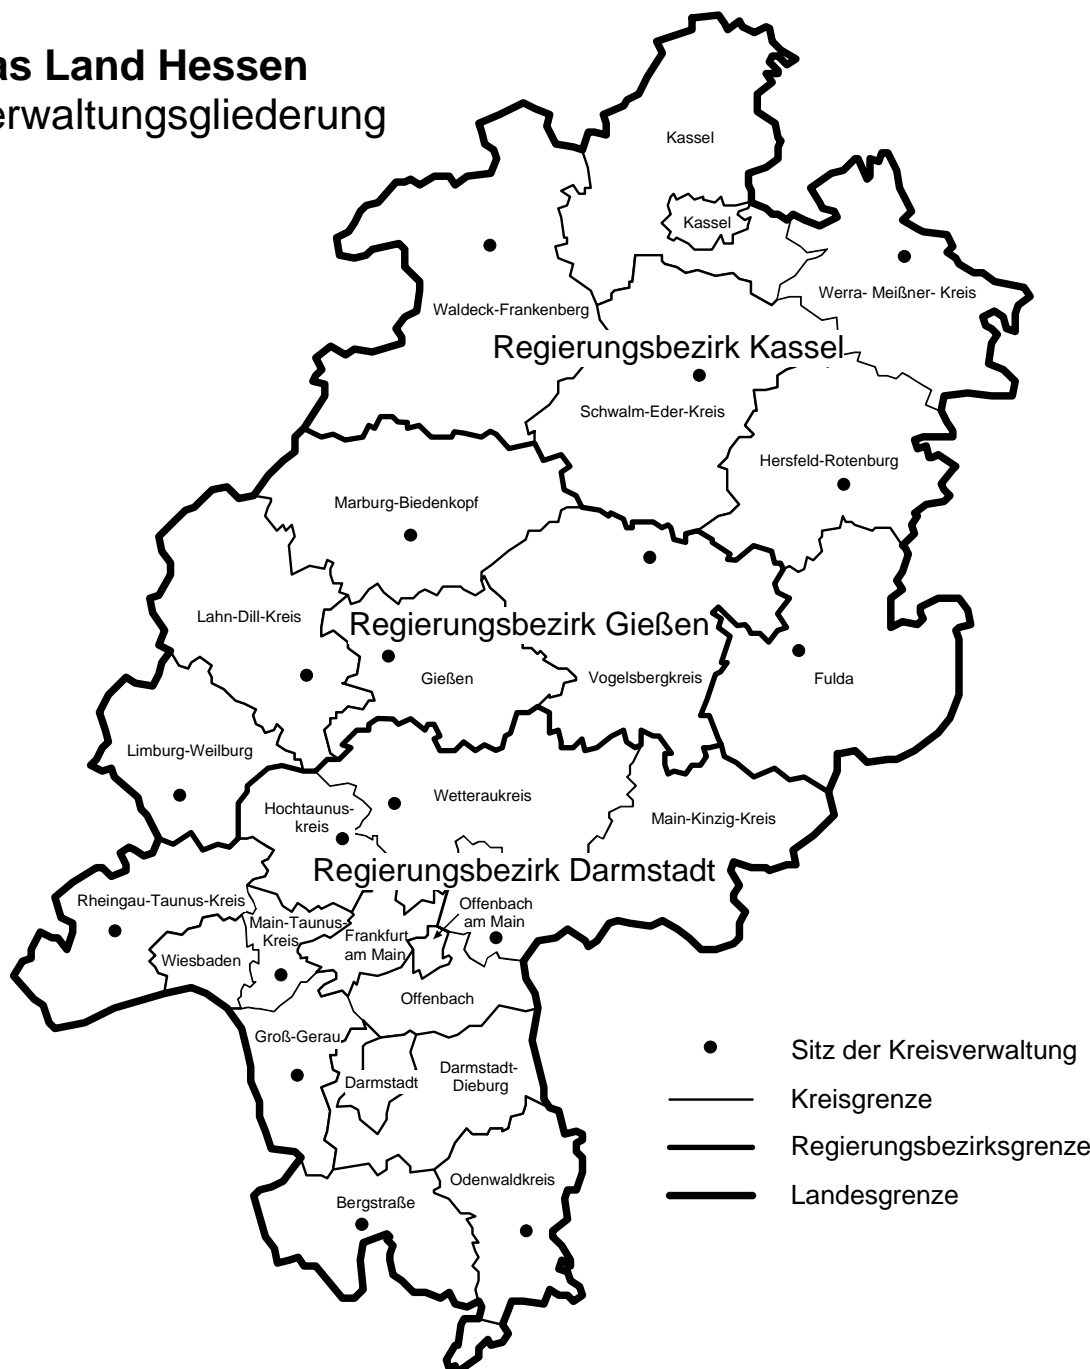 as Land Hessen
erwaltungsgliederung
Kassel
Kassel
Werra- Meißner- Kreis
Waldeck-Frankenberg
Regierungsbezirk Kassel
Schwalm-Eder-Kreis
Hersfeld-Rotenburg
Marburg-Biedenkopf
Lahn-Dill-Kreis
Regierungsbezirk Gießen
Gießen
Vogelsbergkreis
Fulda
Limburg-Weilburg
Wetteraukreis
Hochtaunus-
kreis
Main-Kinzig-Kreis
Regierungsbezirk Darmstadt
Rheingau-Taunus-Kreis
Offenbach
am Main
Main-Taunus-
Kreis
Frankfurt
am Main
Wiesbaden
Offenbach
Groß-Gerau
Darmstadt
Darmstadt-
Dieburg
Odenwaldkreis
Bergstraße
Sitz der Kreisverwaltung
Kreisgrenze
Regierungsbezirksgrenze
Landesgrenze